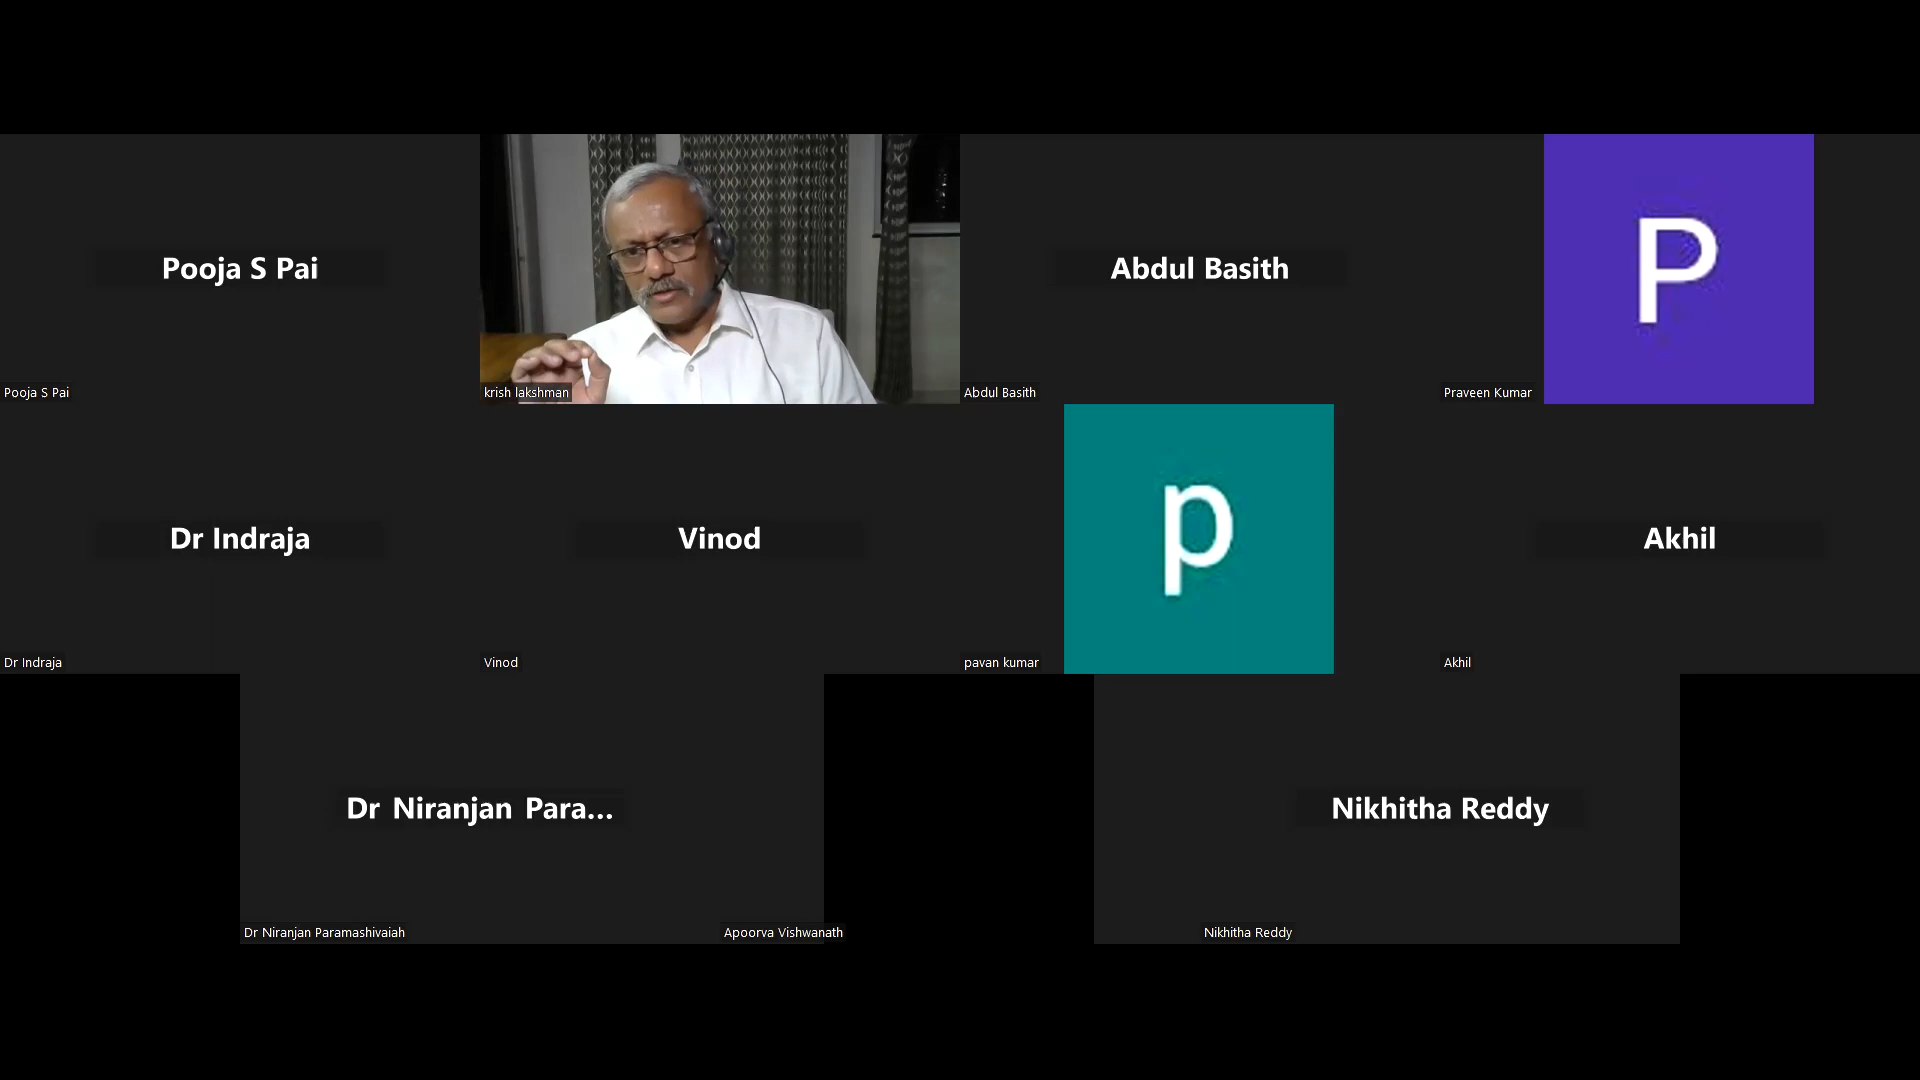 Pooja S Pai
Pooja S Pai
krish lakshman
Abdul Basith
Abdul Basith
Praveen Kumar
P
Dr Indraja
Dr Indraja
Vinod
Vinod
pavan kumar
p
Akhil
Akhil
Dr Niranjan Para...
Dr Niranjan Paramashivaiah
Apoorva Vishwanath
Nikhitha Reddy
Nikhitha Reddy